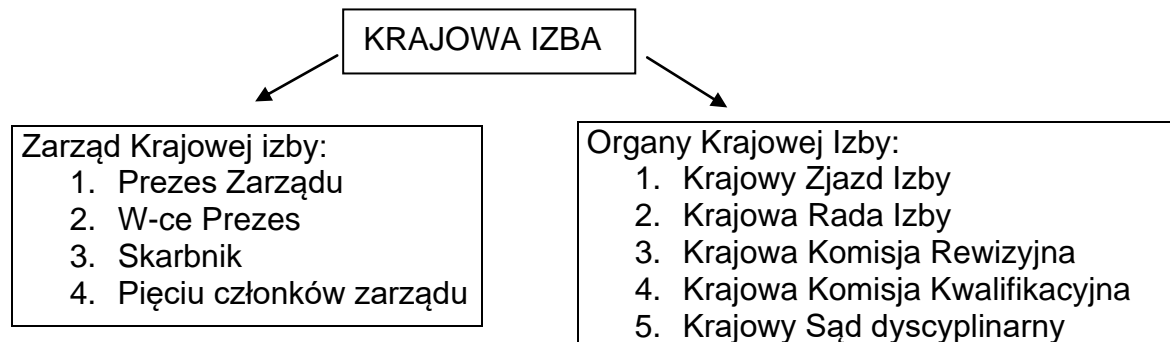 KRAJOWA IZBA
Zarząd Krajowej izby:
1. Prezes Zarządu
2. W-ce Prezes
3. Skarbnik
4. Pięciu członków zarządu
Organy Krajowej Izby:
1. Krajowy Zjazd Izby
2. Krajowa Rada Izby
3. Krajowa Komisja Rewizyjna
4. Krajowa Komisja Kwalifikacyjna
5. Krajowy Sąd dyscyplinarny